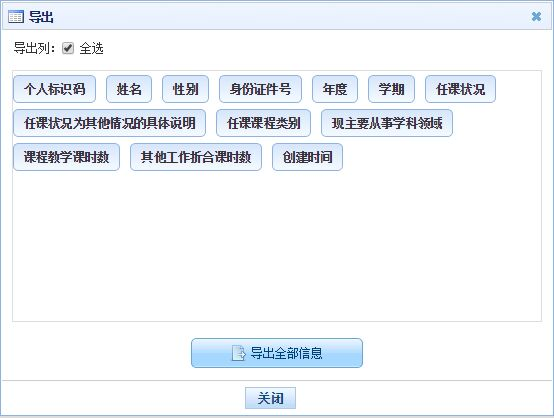 导出
导出列: 全选
个人标识码 姓名 性别 身份证件号 年度 学期 任课状况
任课状况为其他情况的具体说明 任课课程类别 现主要从事学科领域
课程教学课时数 其他工作折合课时数 创建时间
导出全部信息
关闭